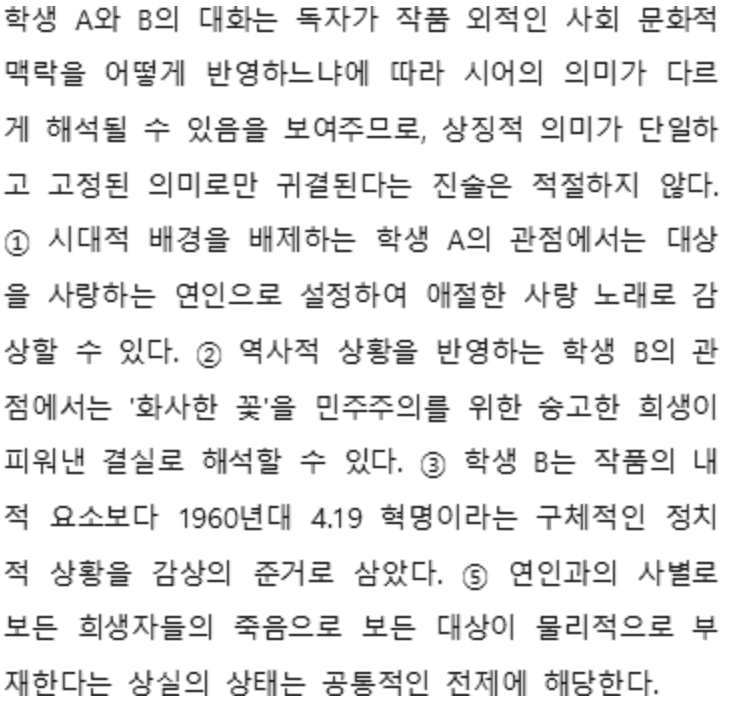 학생 A와 B의 대화는 독자가 작품 외적인 사회 문화적
맥락을 어떻게 반영하느냐에 따라 시어의 의미가 다르
게 해석될 수 있음을 보여주므로, 상징적 의미가 단일하
고 고정된 의미로만 귀결된다는 진술은 적절하지 않다.
① 시대적 배경을 배제하는 학생 A의 관점에서는 대상
을 사랑하는 연인으로 설정하여 애절한 사랑 노래로 감
상할 수 있다. ② 역사적 상황을 반영하는 학생 B의 관
점에서는 '화사한 꽃'을 민주주의를 위한 숭고한 희생이
피워낸 결실로 해석할 수 있다. ③ 학생 B는 작품의 내
적 요소보다 1960년대 4.19 혁명이라는 구체적인 정치
적 상황을 감상의 준거로 삼았다. ⑤ 연인과의 사별로
보든 희생자들의 죽음으로 보든 대상이 물리적으로 부
재한다는 상실의 상태는 공통적인 전제에 해당한다.